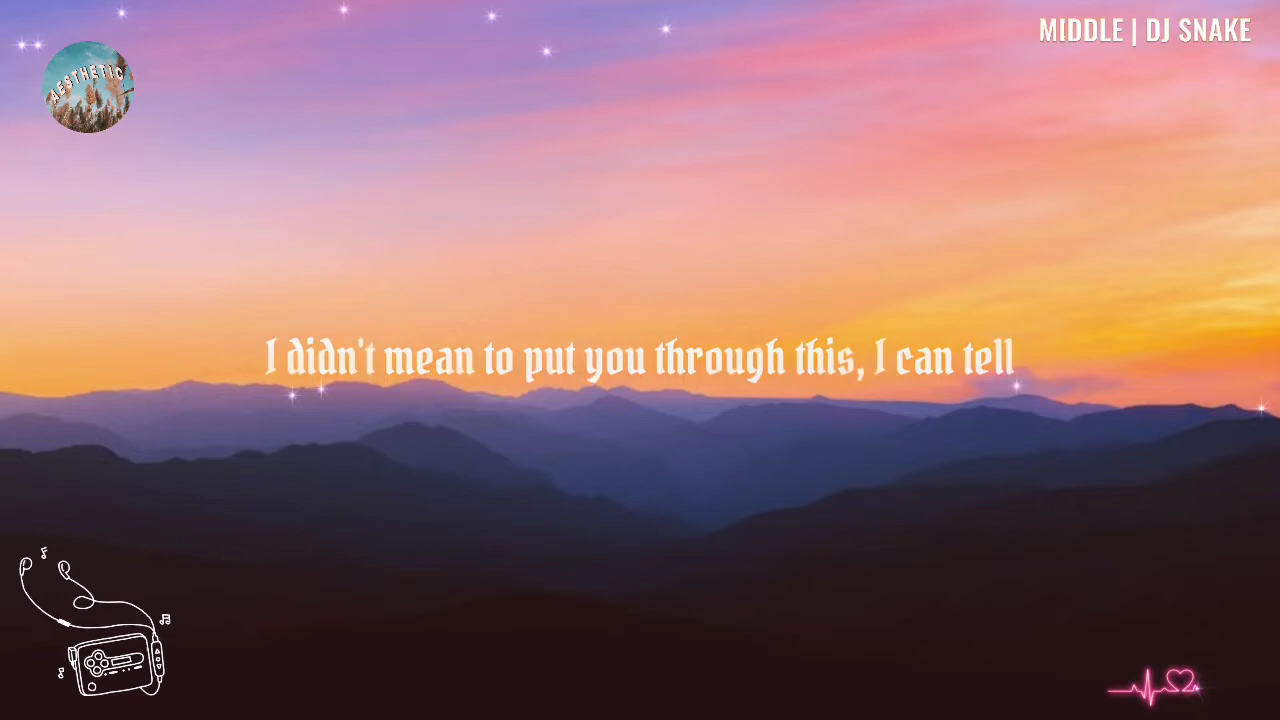 MIDDLE | DJ SNAKE
AESTHETIC
I didn't mean to put you through this, I can tell